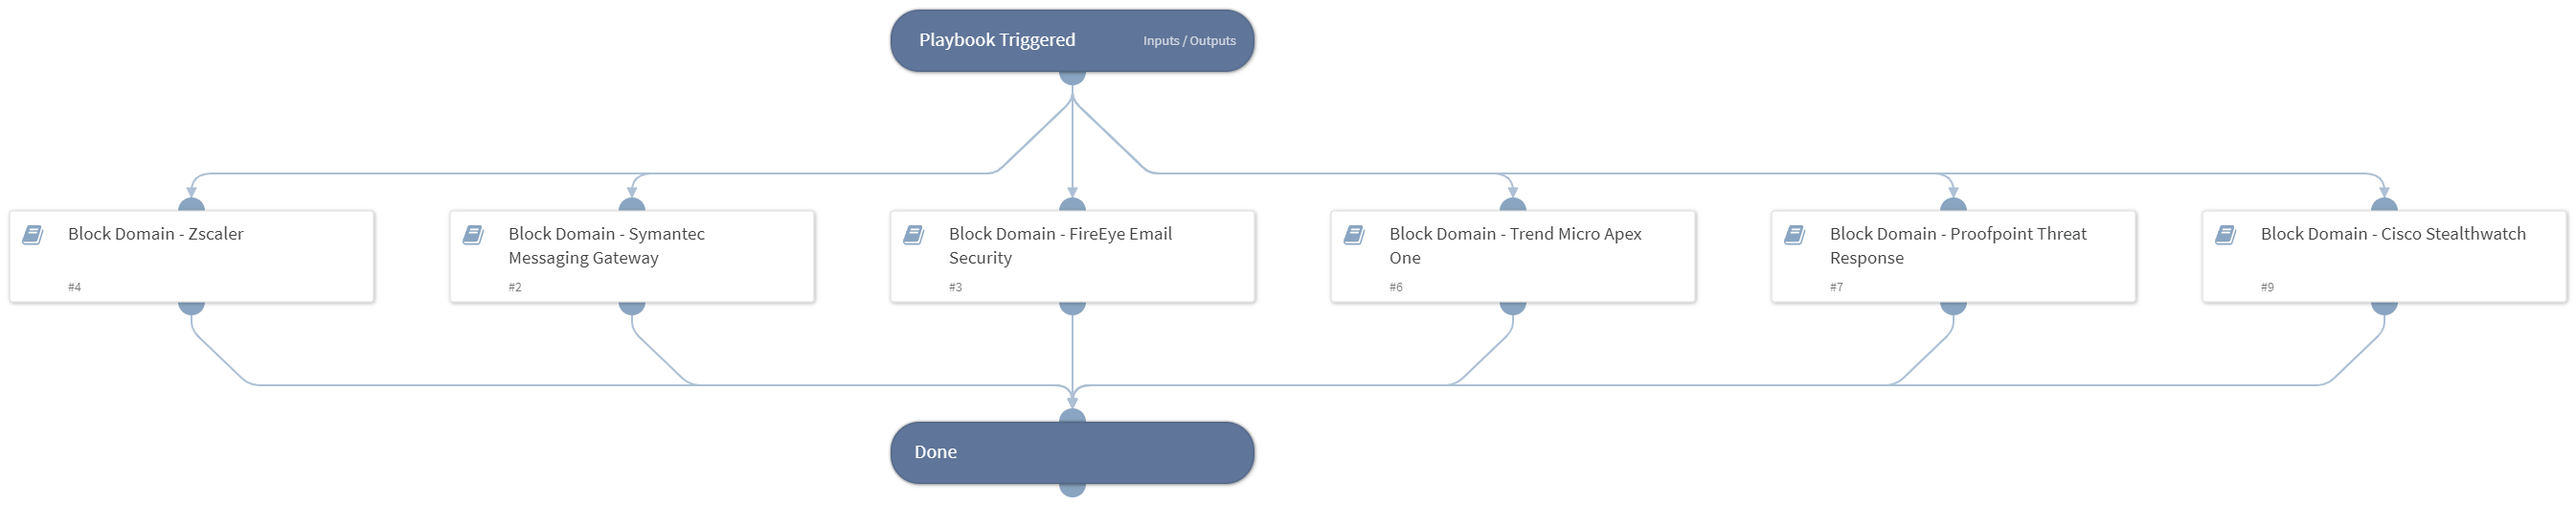 Playbook Triggered
Inputs / Outputs
Block Domain - Zscaler
#4
Block Domain - Symantec
Messaging Gateway
#2
Block Domain - FireEye Email
Security
#3
Block Domain - Trend Micro Apex
One
#6
Block Domain - Proofpoint Threat
Response
#7
Block Domain - Cisco Stealthwatch
#9
Done